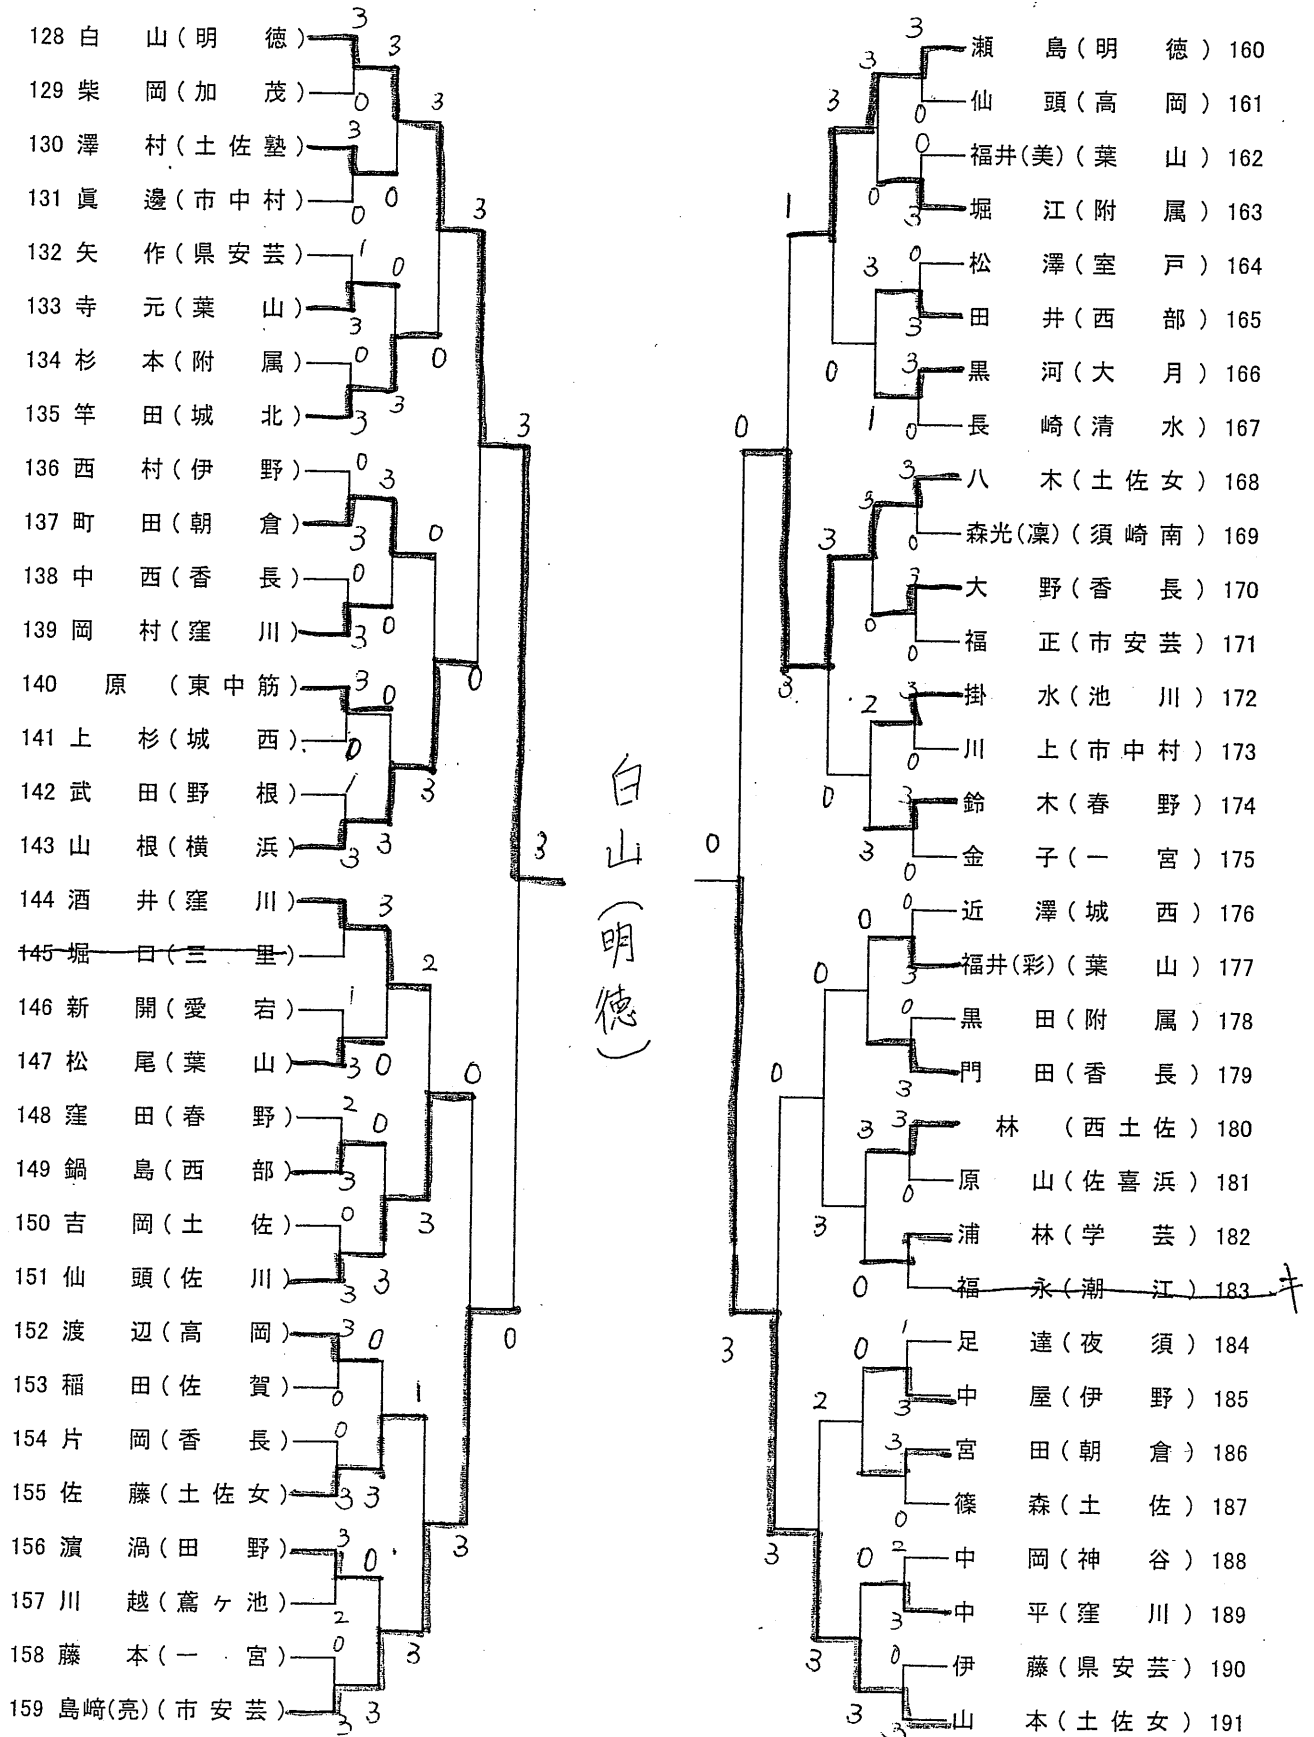 128 白 山(明 徳)
129 柴 岡(加 茂)
130 澤 村(土佐塾)
131 眞 邊(市中村)
132 矢 作(県安芸)
133 寺 元(葉 山)
134 杉 本(附 属)
135 竿 田(城 北)
136 西 村(伊 野)
137 町 田(朝 倉)
138 中 西(香 長)
139 岡 村(窪 川)
140 原 (東中筋)
141 上 杉(城 西)
142 武 田(野 根)
143 山 根(横 浜)
144 酒 井(窪 川)
145 堀 口(三 里)
146 新 開(愛 宕)
147 松 尾(葉 山)
148 窪 田(春 野)
149 鍋 島(西 部)
150 吉 岡(土 佐)
151 仙 頭(佐 川)
152 渡 辺(高 岡)
153 稲 田(佐 賀)
154 片 岡(香 長)
155 佐 藤(土佐女)
156 濵 渦(田 野)
157 川 越(鳶ヶ池)
158 藤 本(一 宮)
159 島﨑(亮)(市安芸)
白山(明徳)
瀬 島(明 徳) 160
仙 頭(高 岡) 161
福井(美)(葉 山) 162
堀 江(附 属) 163
松 澤(室 戸) 164
田 井(西 部) 165
黒 河(大 月) 166
長 崎(清 水) 167
八 木(土佐女) 168
森光(凜)(須崎南) 169
大 野(香 長) 170
福 正(市安芸) 171
掛 水(池 川) 172
川 上(市中村) 173
鈴 木(春 野) 174
金 子(一 宮) 175
近 澤(城 西) 176
福井(彩)(葉 山) 177
黒 田(附 属) 178
門 田(香 長) 179
林 (西土佐) 180
原 山(佐喜浜) 181
浦 林(学 芸) 182
福 永(潮 江) 183 キ
足 達(夜 須) 184
中 屋(伊 野) 185
宮 田(朝 倉) 186
篠 森(土 佐) 187
中 岡(神 谷) 188
中 平(窪 川) 189
伊 藤(県安芸) 190
山 本(土佐女) 191